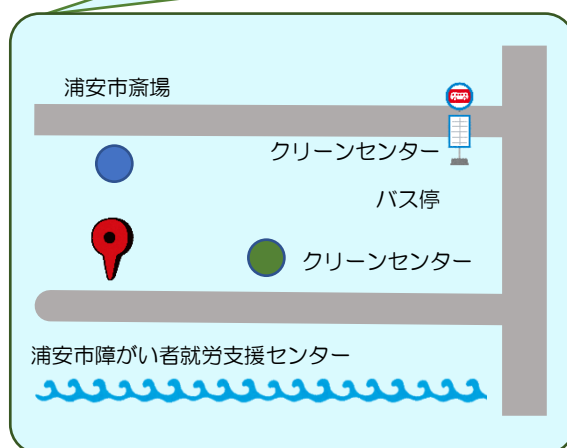 浦安市斎場
クリーンセンター
バス停
クリーンセンター
浦安市障がい者就労支援センター